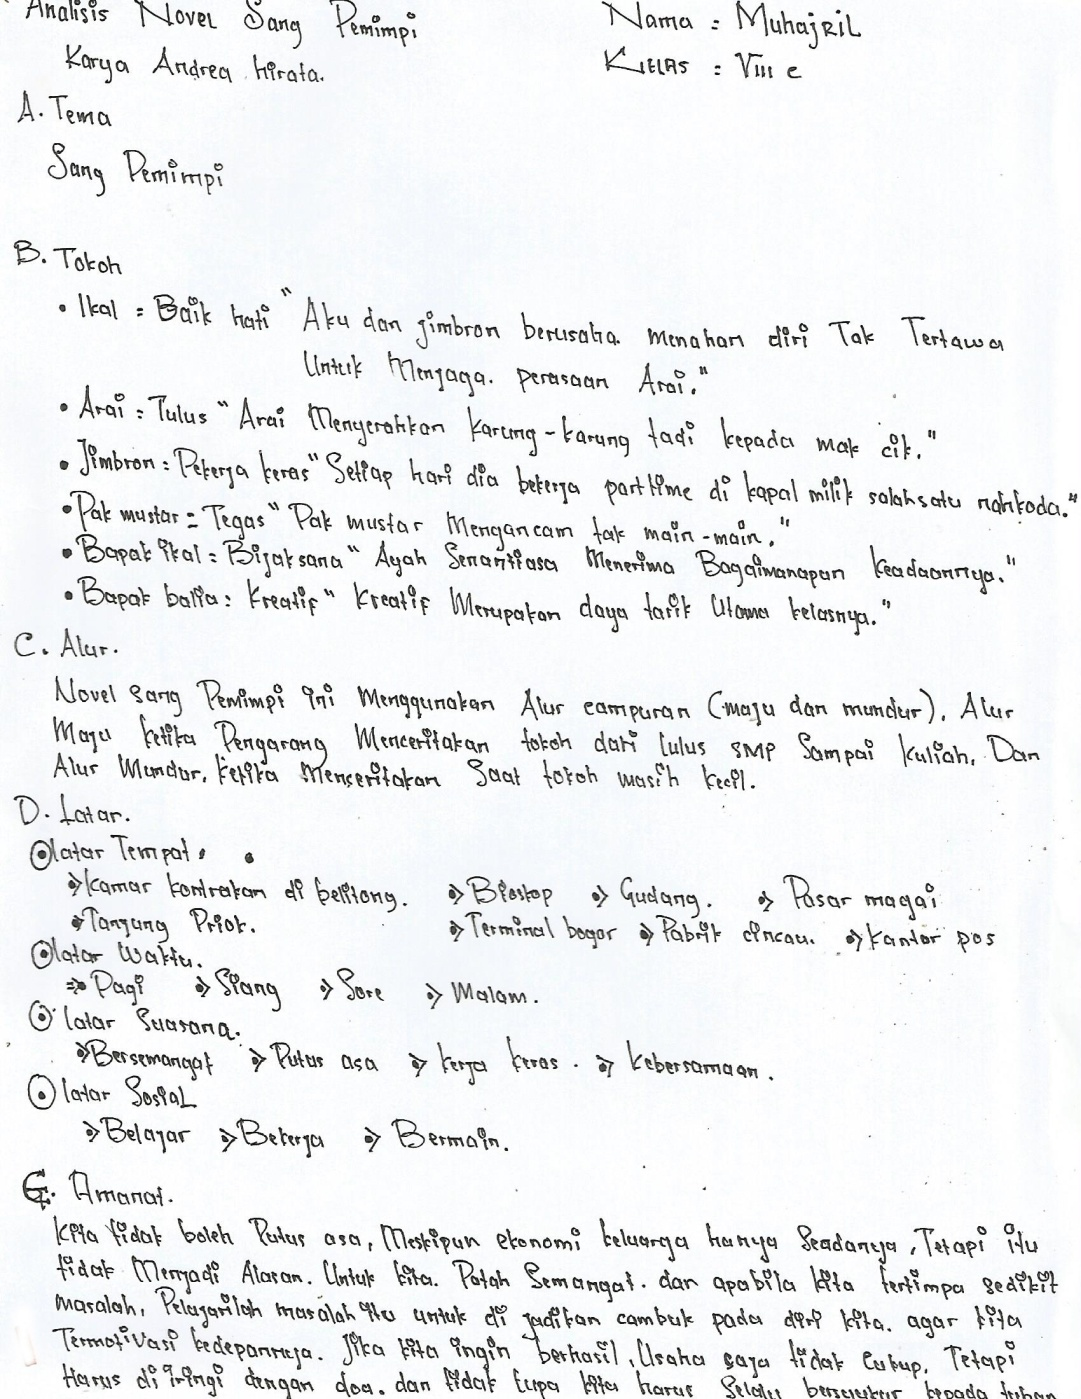 Analisis Novel Sang Pemimpi
Karya Andrea Hirata.
Nama : Muhajril
Kelas : VIII e
A. Tema
Sang Pemimpi
B. Tokoh
• Ikal = Baik hati " Aku dan jimbron berusaha. menahan diri Tak Tertawa
Untuk Menjaga. perasaan Arai."
• Arai : Tulus " Arai Menyerahkan karung-karung tadi kepada mak cik."
• Jimbron : Pekerja keras " Setiap hari dia bekerja parttime di kapal milik salahsatu nahkoda."
• Pak mustar = Tegas " Pak mustar Mengancam tak main-main."
• Bapak ikal : Bijaksana " Ayah Senantiasa Menerima Bagaimanapun keadaannya."
• Bapak balia : kreatif " kreatif Merupakan daya tarik Utama kelasnya."
C. Alur.
Novel sang Pemimpi ini Menggunakan Alur campuran (maju dan mundur). Alur
Maju ketika Pengarang Menceritakan tokoh dari lulus SMP Sampai kuliah. Dan
Alur Mundur, ketika Menceritakan Saat tokoh masih kecil.
D. Latar.
latar Tempat.
→ kamar kontrakan di belitong. → Bioskop → Gudang. → Pasar magai
→ Tanjung Priok. → Terminal bogor → Pabrik cincau. → kantor pos
latar Waktu.
⇒ Pagi → Siang → Sore → Malam.
latar Suasana.
→ Bersemangat → Putus asa → kerja keras. → kebersamaan.
latar Sosial
→ Belajar → Bekerja → Bermain.
E. Amanat.
kita tidak boleh Putus asa, Meskipun ekonomi keluarga hanya Seadanya, Tetapi itu
tidak Menjadi Alasan. Untuk kita. Patah Semangat. dan apabila kita tertimpa sedikit
masalah, Pelajarilah masalah itu untuk di jadikan cambuk pada diri kita. agar kita
Termotivasi kedepannya. Jika kita ingin berhasil, Usaha saja tidak Cukup, Tetapi
Harus di iringi dengan doa. dan tidak lupa kita harus Selalu bersyukur kepada tuhan